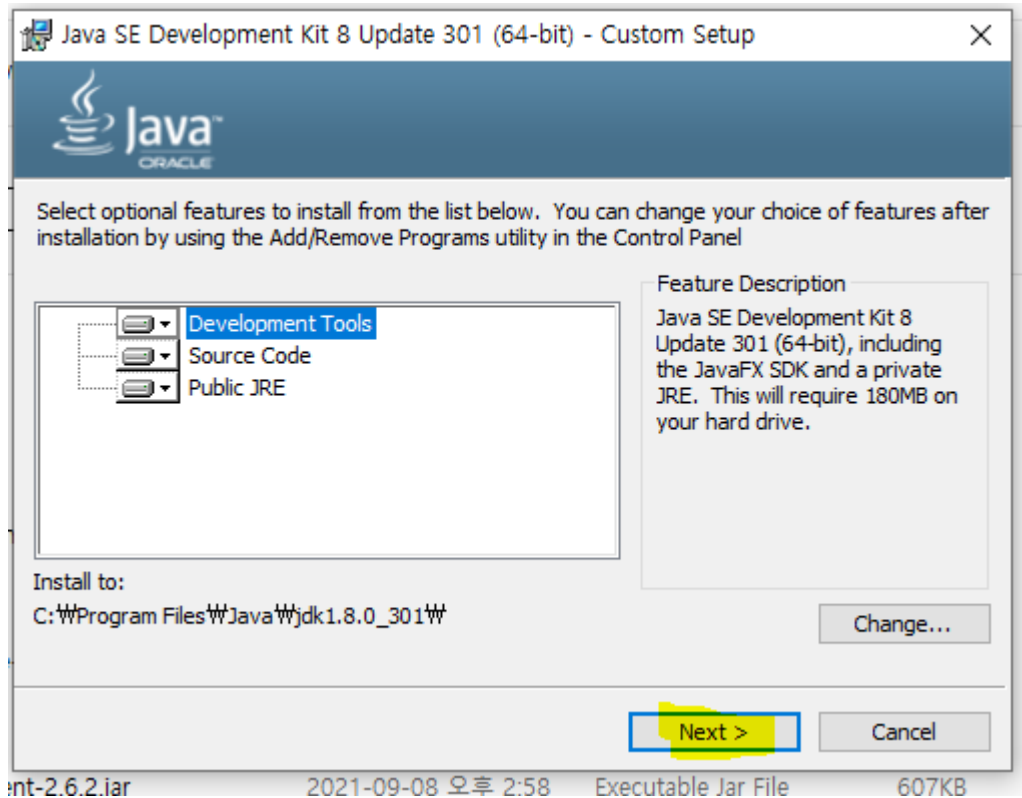 Java SE Development Kit 8 Update 301 (64-bit) - Custom Setup
Java™
ORACLE
Select optional features to install from the list below.  You can change your choice of features after
installation by using the Add/Remove Programs utility in the Control Panel
Development Tools
Source Code
Public JRE
Feature Description
Java SE Development Kit 8
Update 301 (64-bit), including
the JavaFX SDK and a private
JRE.  This will require 180MB on
your hard drive.
Install to:
C:₩Program Files₩Java₩jdk1.8.0_301₩
Change...
Next >
Cancel
ent-2.6.2.jar 2021-09-08 오후 2:58 Executable Jar File 607KB